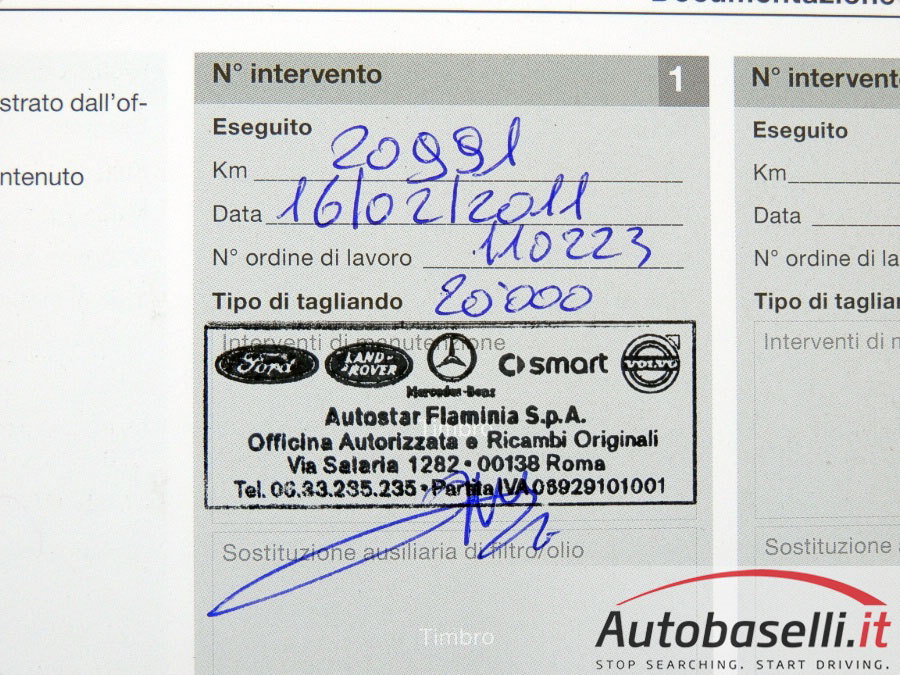 Documentazione
strato dall'of-
ntenuto
N° intervento 1
Eseguito
Km 20991
Data 16/02/2011
N° ordine di lavoro 110223
Tipo di tagliando 20'000
Interventi di manutenzione
Ford LAND-ROVER Mercedes-Benz smart VOLVO
Timbro
Autostar Flaminia S.p.A.
Officina Autorizzata e Ricambi Originali
Via Salaria 1282 • 00138 Roma
Tel. 06.33.235.235 • Partita IVA 06929101001
Sostituzione ausiliaria di filtro/olio
Timbro
N° intervento
Eseguito
Km
Data
N° ordine di la
Tipo di tagliar
Interventi di n
Sostituzione a
Autobaselli.it
STOP SEARCHING. START DRIVING.